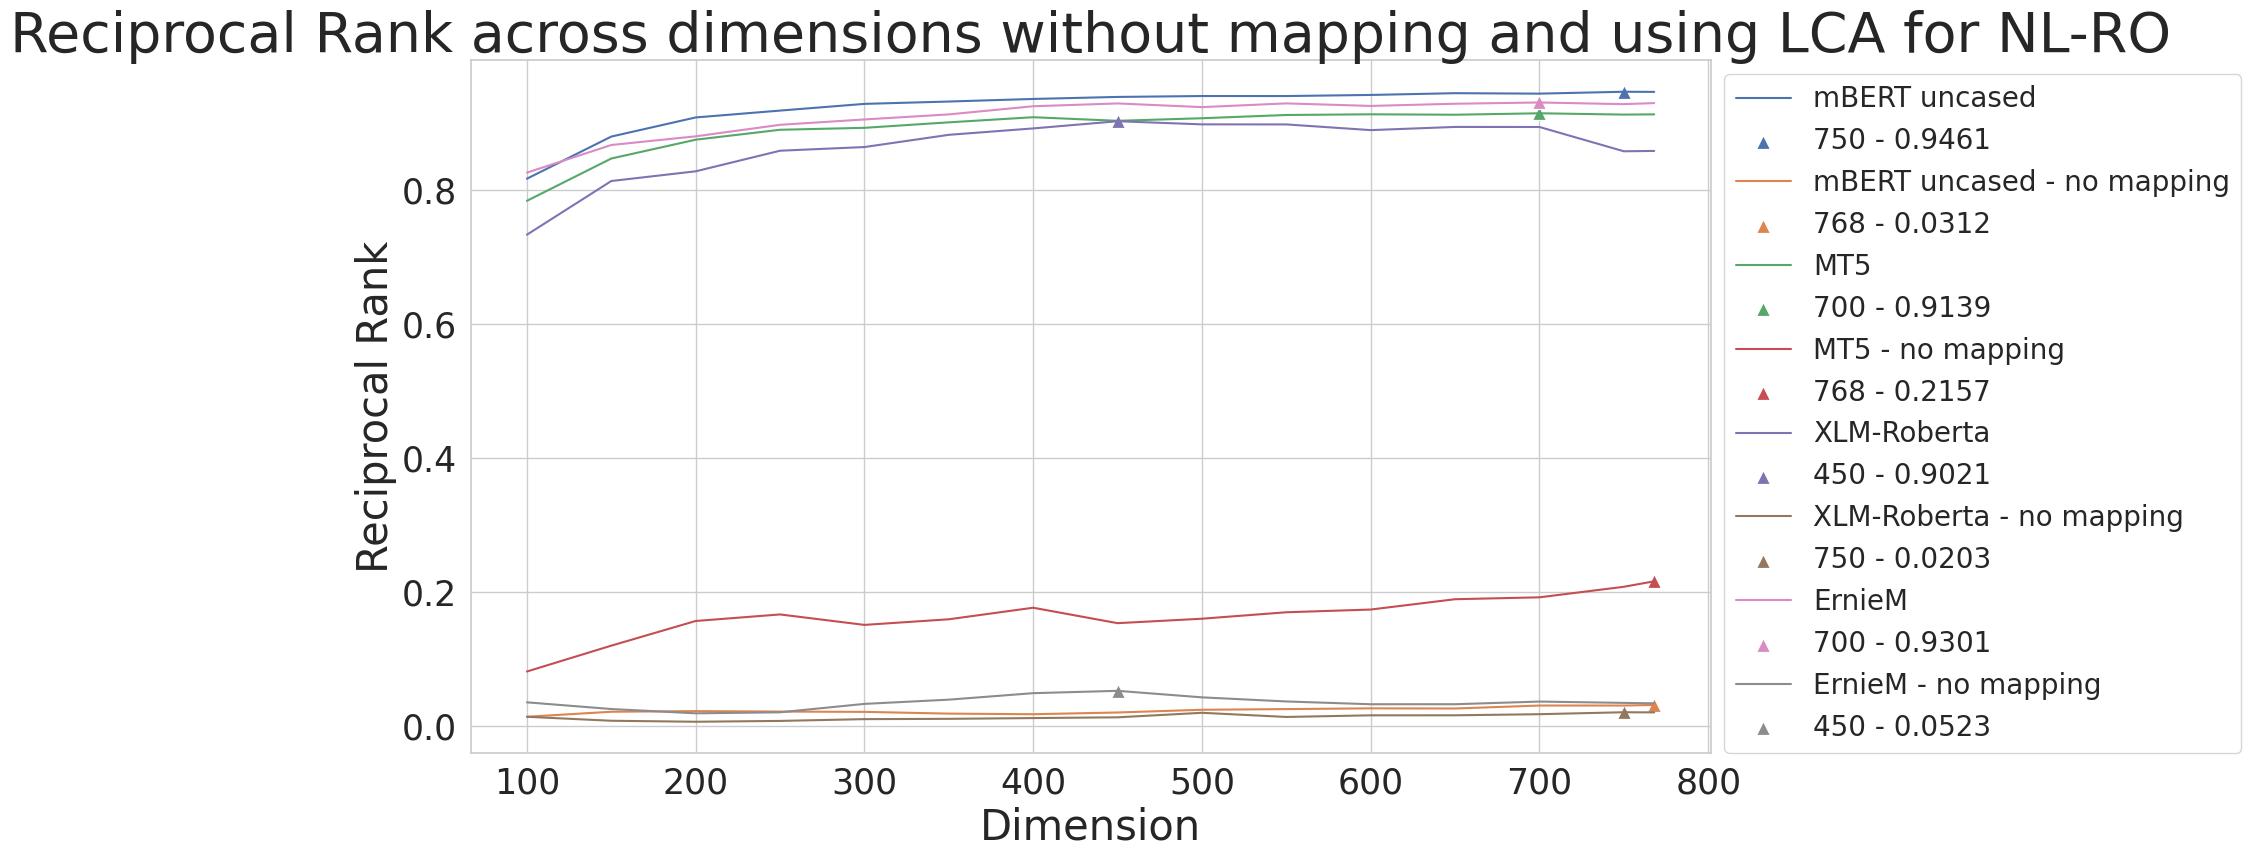 Reciprocal Rank across dimensions without mapping and using LCA for NL-RO
Reciprocal Rank
0.8
0.6
0.4
0.2
0.0
100 200 300 400 500 600 700 800
Dimension
mBERT uncased
750 - 0.9461
mBERT uncased - no mapping
768 - 0.0312
MT5
700 - 0.9139
MT5 - no mapping
768 - 0.2157
XLM-Roberta
450 - 0.9021
XLM-Roberta - no mapping
750 - 0.0203
ErnieM
700 - 0.9301
ErnieM - no mapping
450 - 0.0523